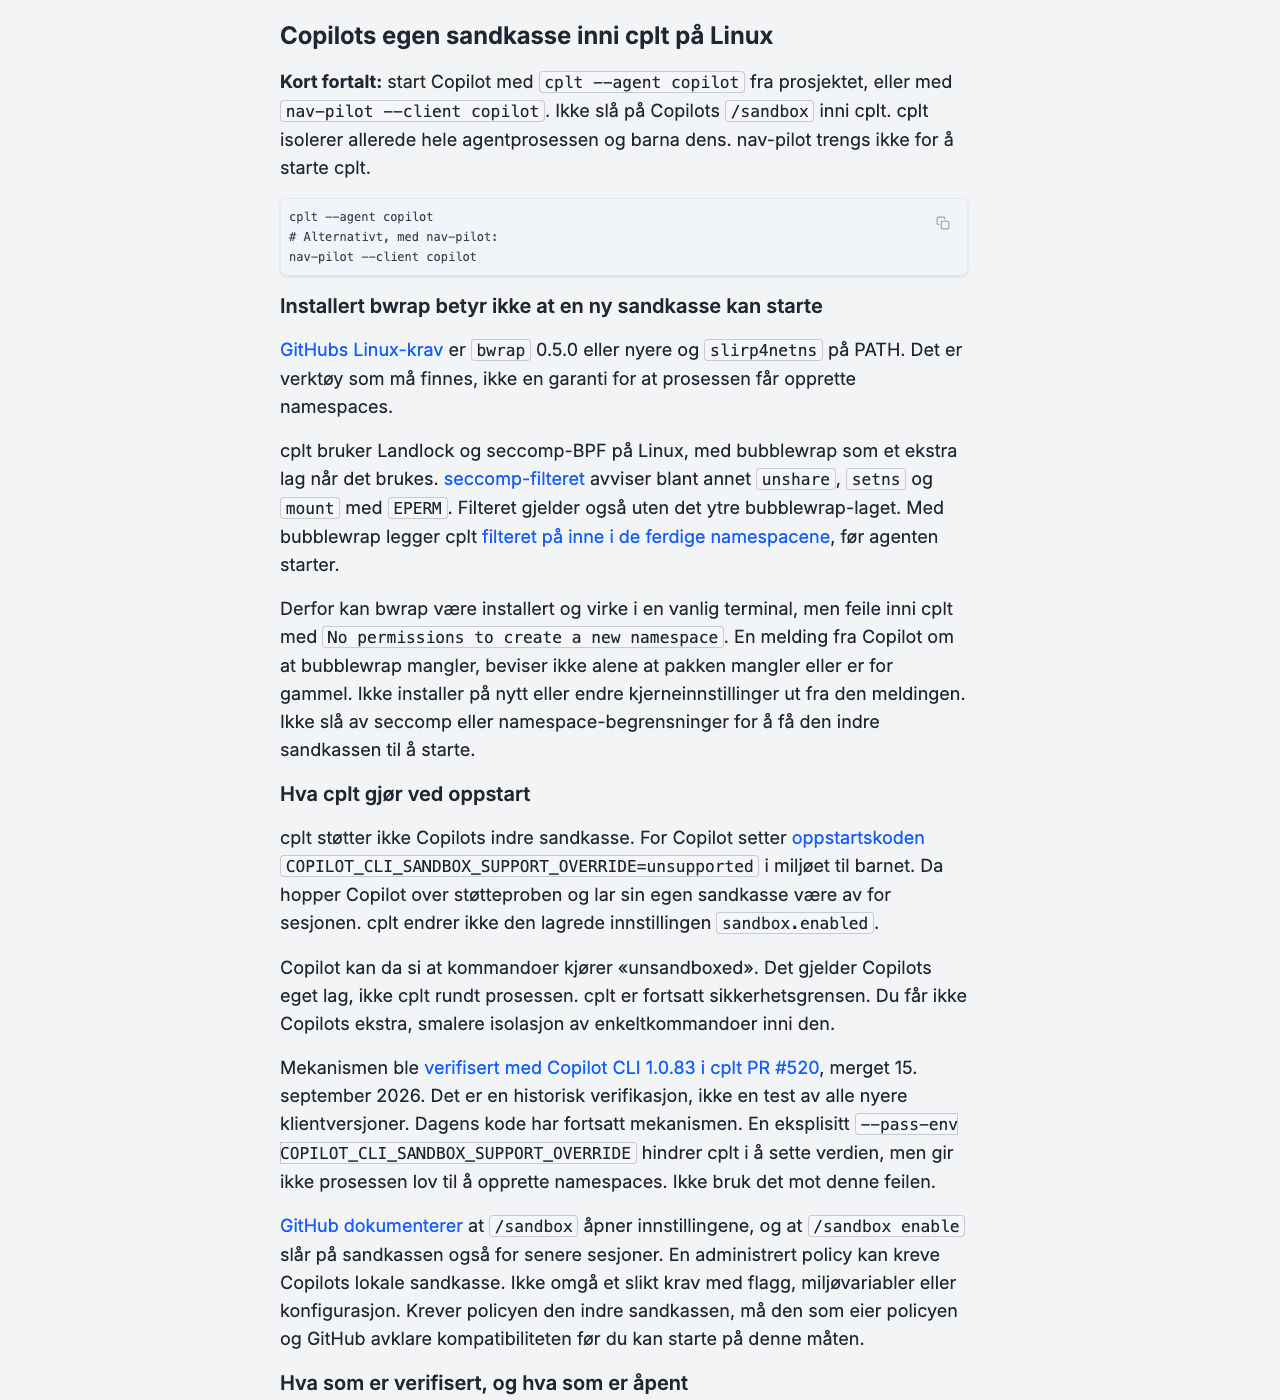 Copilots egen sandkasse inni cplt på Linux
Kort fortalt: start Copilot med cplt --agent copilot fra prosjektet, eller med
nav-pilot --client copilot. Ikke slå på Copilots /sandbox inni cplt. cplt
isolerer allerede hele agentprosessen og barna dens. nav-pilot trengs ikke for å
starte cplt.
cplt --agent copilot
# Alternativt, med nav-pilot:
nav-pilot --client copilot
Installert bwrap betyr ikke at en ny sandkasse kan starte
GitHubs Linux-krav er bwrap 0.5.0 eller nyere og slirp4netns på PATH. Det er
verktøy som må finnes, ikke en garanti for at prosessen får opprette
namespaces.
cplt bruker Landlock og seccomp-BPF på Linux, med bubblewrap som et ekstra
lag når det brukes. seccomp-filteret avviser blant annet unshare, setns og
mount med EPERM. Filteret gjelder også uten det ytre bubblewrap-laget. Med
bubblewrap legger cplt filteret på inne i de ferdige namespacene, før agenten
starter.
Derfor kan bwrap være installert og virke i en vanlig terminal, men feile inni cplt
med No permissions to create a new namespace. En melding fra Copilot om
at bubblewrap mangler, beviser ikke alene at pakken mangler eller er for
gammel. Ikke installer på nytt eller endre kjerneinnstillinger ut fra den meldingen.
Ikke slå av seccomp eller namespace-begrensninger for å få den indre
sandkassen til å starte.
Hva cplt gjør ved oppstart
cplt støtter ikke Copilots indre sandkasse. For Copilot setter oppstartskoden
COPILOT_CLI_SANDBOX_SUPPORT_OVERRIDE=unsupported i miljøet til barnet. Da
hopper Copilot over støtteproben og lar sin egen sandkasse være av for
sesjonen. cplt endrer ikke den lagrede innstillingen sandbox.enabled.
Copilot kan da si at kommandoer kjører «unsandboxed». Det gjelder Copilots
eget lag, ikke cplt rundt prosessen. cplt er fortsatt sikkerhetsgrensen. Du får ikke
Copilots ekstra, smalere isolasjon av enkeltkommandoer inni den.
Mekanismen ble verifisert med Copilot CLI 1.0.83 i cplt PR #520, merget 15.
september 2026. Det er en historisk verifikasjon, ikke en test av alle nyere
klientversjoner. Dagens kode har fortsatt mekanismen. En eksplisitt --pass-env
COPILOT_CLI_SANDBOX_SUPPORT_OVERRIDE hindrer cplt i å sette verdien, men gir
ikke prosessen lov til å opprette namespaces. Ikke bruk det mot denne feilen.
GitHub dokumenterer at /sandbox åpner innstillingene, og at /sandbox enable
slår på sandkassen også for senere sesjoner. En administrert policy kan kreve
Copilots lokale sandkasse. Ikke omgå et slikt krav med flagg, miljøvariabler eller
konfigurasjon. Krever policyen den indre sandkassen, må den som eier policyen
og GitHub avklare kompatibiliteten før du kan starte på denne måten.
Hva som er verifisert, og hva som er åpent